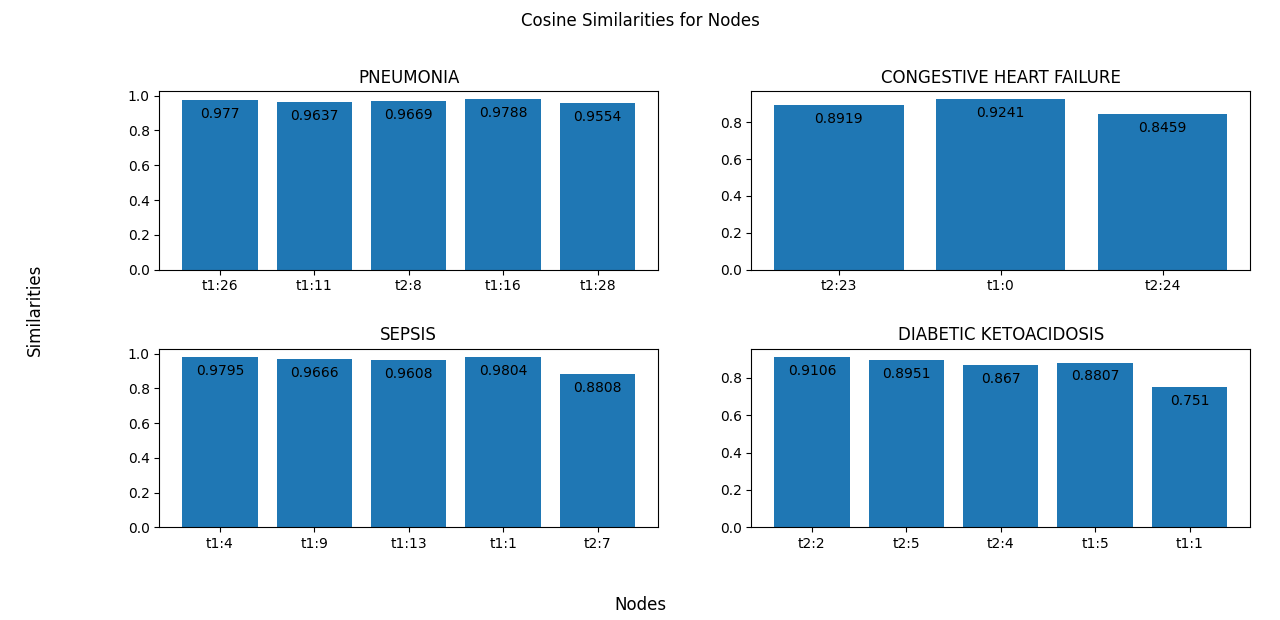 Cosine Similarities for Nodes
PNEUMONIA
1.0
0.8
0.6
0.4
0.2
0.0
0.977
0.9637
0.9669
0.9788
0.9554
t1:26
t1:11
t2:8
t1:16
t1:28
CONGESTIVE HEART FAILURE
0.8
0.6
0.4
0.2
0.0
0.8919
0.9241
0.8459
t2:23
t1:0
t2:24
Similarities
SEPSIS
1.0
0.8
0.6
0.4
0.2
0.0
0.9795
0.9666
0.9608
0.9804
0.8808
t1:4
t1:9
t1:13
t1:1
t2:7
DIABETIC KETOACIDOSIS
0.8
0.6
0.4
0.2
0.0
0.9106
0.8951
0.867
0.8807
0.751
t2:2
t2:5
t2:4
t1:5
t1:1
Nodes